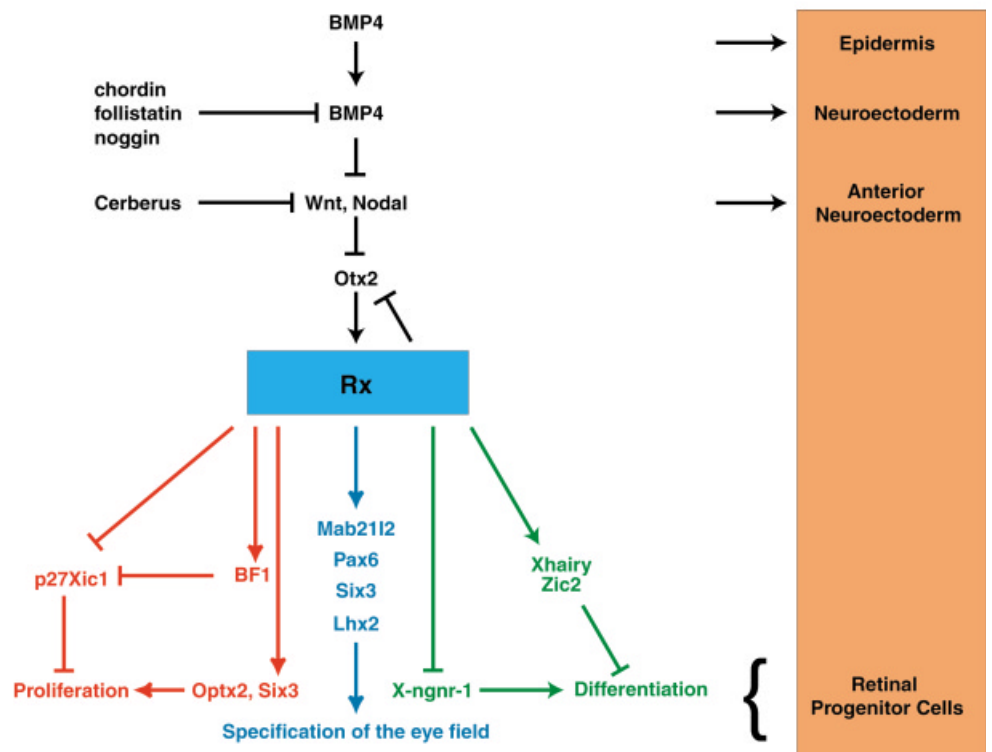 BMP4
Epidermis
chordin
follistatin
noggin
BMP4
Neuroectoderm
Cerberus
Wnt, Nodal
Anterior
Neuroectoderm
Otx2
Rx
Mab21l2
Pax6
Six3
Lhx2
p27Xic1
BF1
Xhairy
Zic2
Proliferation
Optx2, Six3
X-ngnr-1
Differentiation
{
Retinal
Progenitor Cells
Specification of the eye field